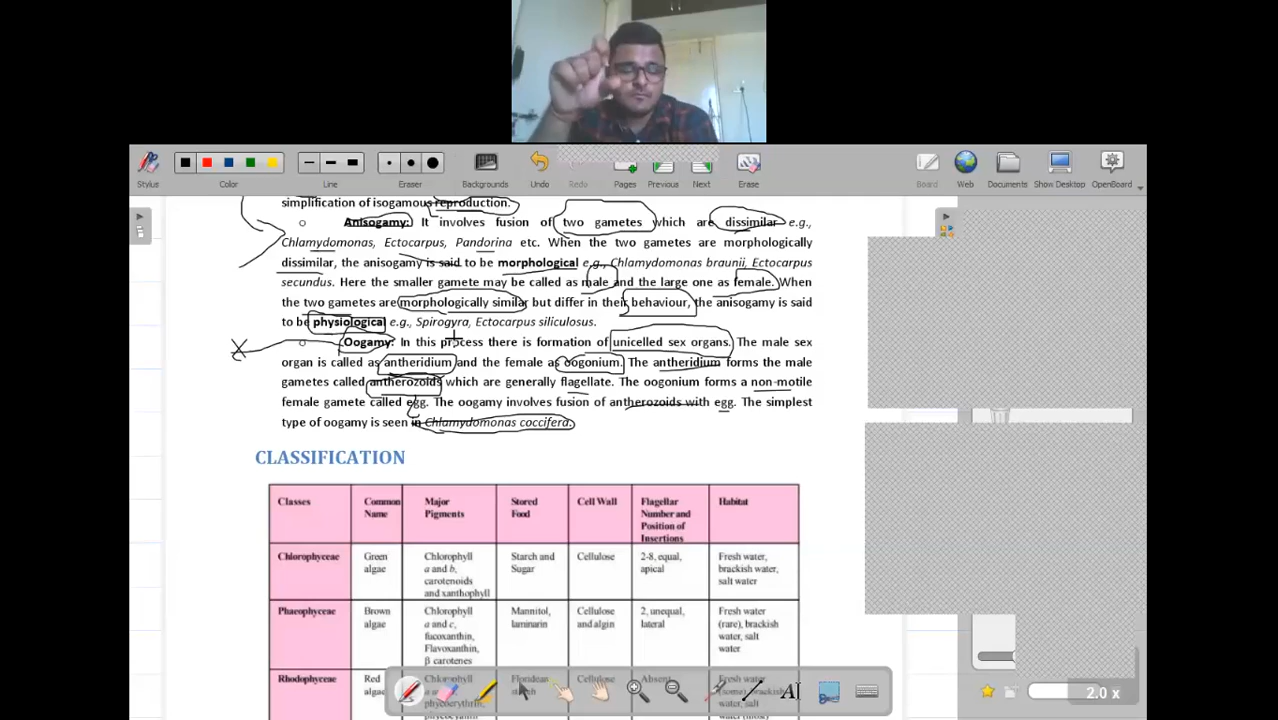 Stylus
Color
Line
Eraser
Backgrounds
Undo
Redo
Pages
Previous
Next
Erase
Board
Web
Documents
Show Desktop
OpenBoard
simplification of isogamous reproduction.
o Anisogamy: It involves fusion of two gametes which are dissimilar e.g.,
Chlamydomonas, Ectocarpus, Pandorina etc. When the two gametes are morphologically
dissimilar, the anisogamy is said to be morphological e.g., Chlamydomonas braunii, Ectocarpus
secundus. Here the smaller gamete may be called as male and the large one as female. When
the two gametes are morphologically similar but differ in their behaviour, the anisogamy is said
to be physiological e.g., Spirogyra, Ectocarpus siliculosus.
o Oogamy: In this process there is formation of unicelled sex organs. The male sex
organ is called as antheridium and the female as oogonium. The antheridium forms the male
gametes called antherozoids which are generally flagellate. The oogonium forms a non-motile
female gamete called egg. The oogamy involves fusion of antherozoids with egg. The simplest
type of oogamy is seen in Chlamydomonas coccifera.
CLASSIFICATION
Classes
Common
Name
Major
Pigments
Stored
Food
Cell Wall
Flagellar
Number and
Position of
Insertions
Habitat
Chlorophyceae
Green
algae
Chlorophyll
a and b,
carotenoids
and xanthophyll
Starch and
Sugar
Cellulose
2-8, equal,
apical
Fresh water,
brackish water,
salt water
Phaeophyceae
Brown
algae
Chlorophyll
a and c,
fucoxanthin,
Flavoxanthin,
β carotenes
Mannitol,
laminarin
Cellulose
and algin
2, unequal,
lateral
Fresh water
(rare), brackish
water, salt
water
Rhodophyceae
Red
Cellulose
Absent
Fresh water
water, salt
2.0 x